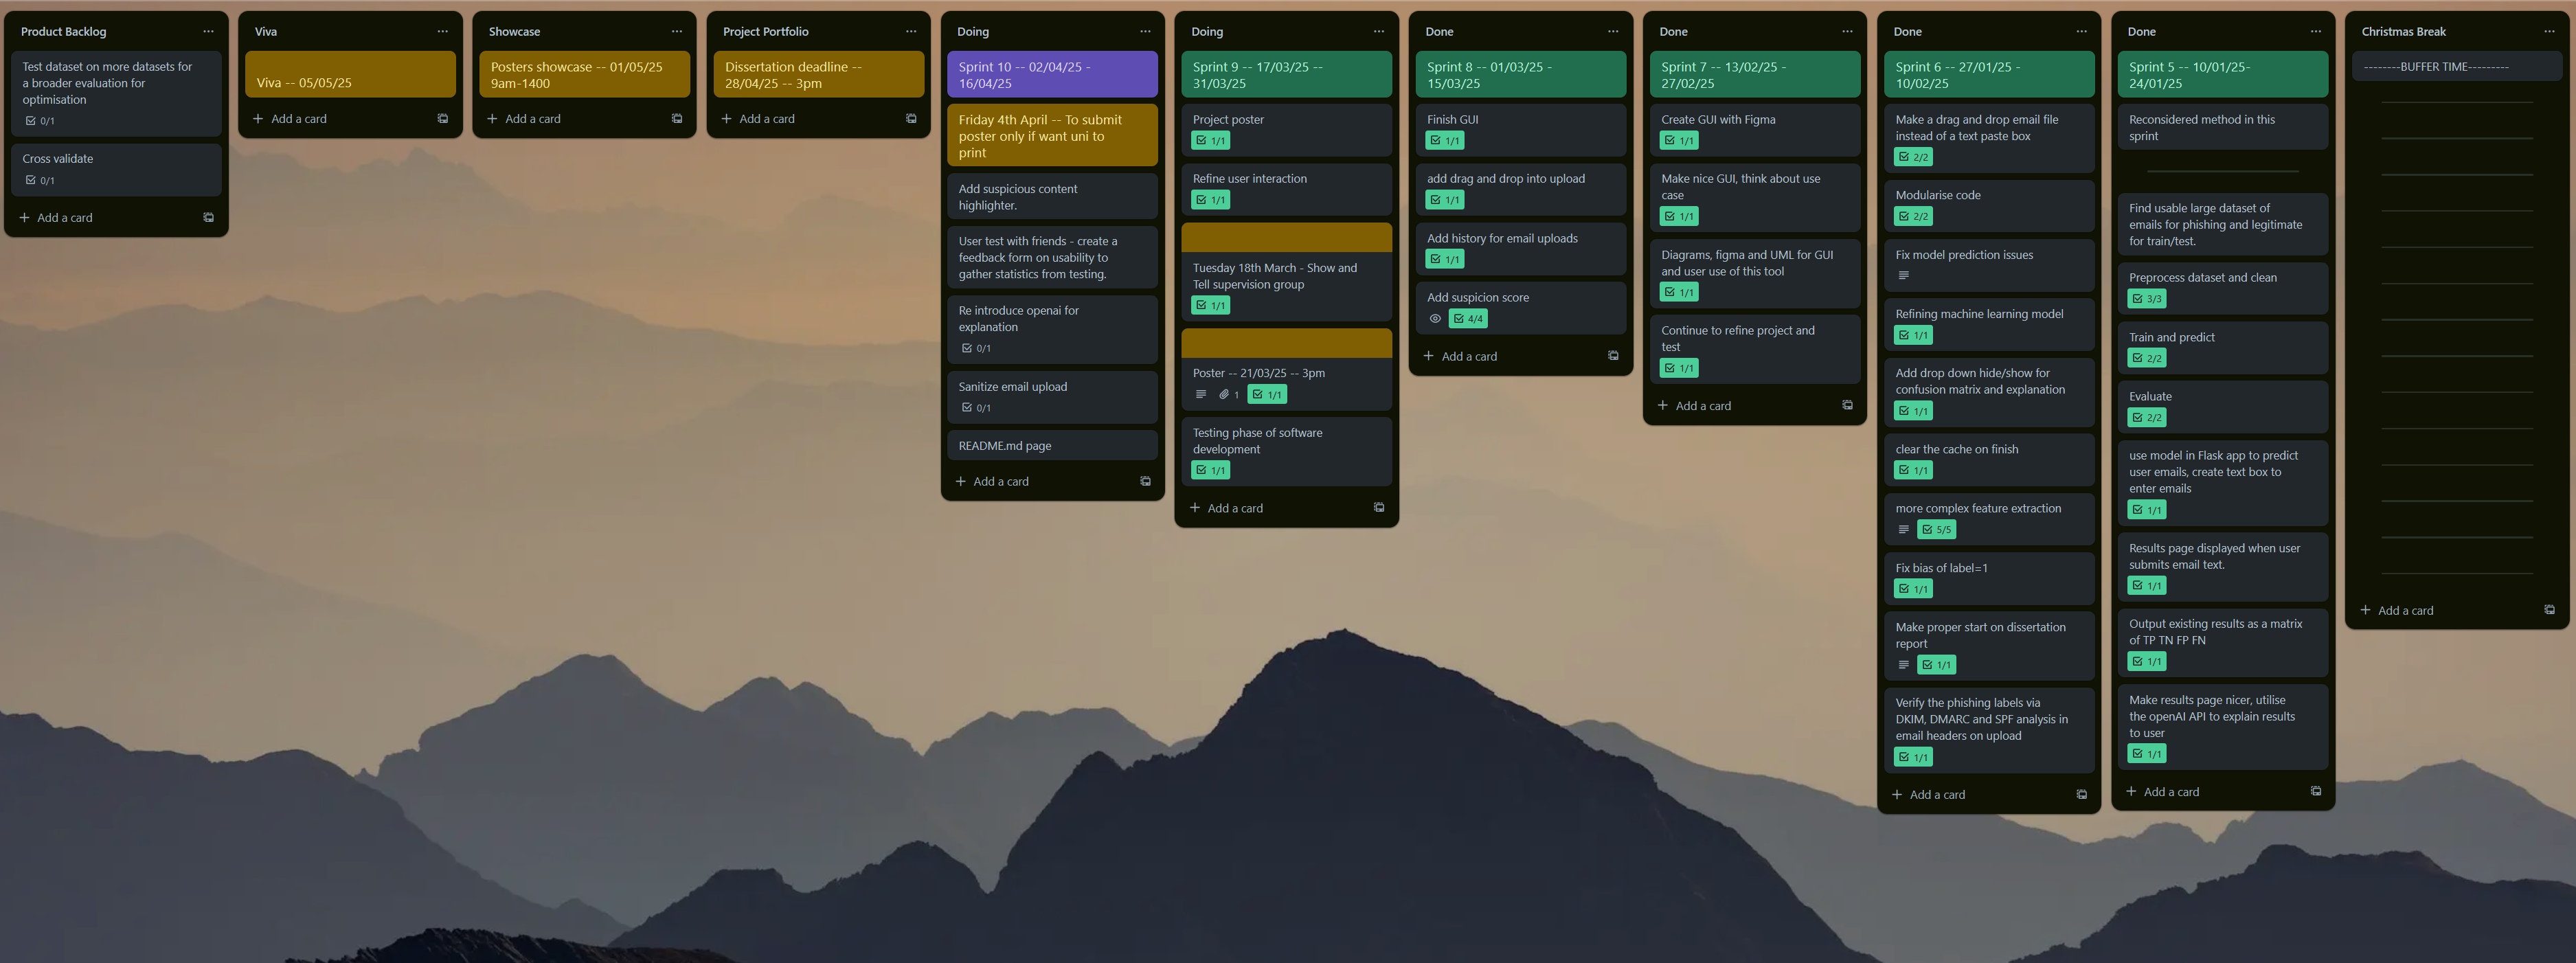 Product Backlog
Test dataset on more datasets for
a broader evaluation for
optimisation
0/1
Cross validate
0/1
Add a card
Viva
Viva -- 05/05/25
Add a card
Showcase
Posters showcase -- 01/05/25
9am-1400
Add a card
Project Portfolio
Dissertation deadline --
28/04/25 -- 3pm
Add a card
Doing
Sprint 10 -- 02/04/25 -
16/04/25
Friday 4th April -- To submit
poster only if want uni to
print
Add suspicious content
highlighter.
User test with friends - create a
feedback form on usability to
gather statistics from testing.
Re introduce openai for
explanation
0/1
Sanitize email upload
0/1
README.md page
Add a card
Doing
Sprint 9 -- 17/03/25 --
31/03/25
Project poster
1/1
Refine user interaction
1/1
Tuesday 18th March - Show and
Tell supervision group
1/1
Poster -- 21/03/25 -- 3pm
1
1/1
Testing phase of software
development
1/1
Add a card
Done
Sprint 8 -- 01/03/25 -
15/03/25
Finish GUI
1/1
add drag and drop into upload
1/1
Add history for email uploads
1/1
Add suspicion score
4/4
Add a card
Done
Sprint 7 -- 13/02/25 -
27/02/25
Create GUI with Figma
1/1
Make nice GUI, think about use
case
1/1
Diagrams, figma and UML for GUI
and user use of this tool
1/1
Continue to refine project and
test
1/1
Add a card
Done
Sprint 6 -- 27/01/25 -
10/02/25
Make a drag and drop email file
instead of a text paste box
2/2
Modularise code
2/2
Fix model prediction issues
Refining machine learning model
1/1
Add drop down hide/show for
confusion matrix and explanation
1/1
clear the cache on finish
1/1
more complex feature extraction
5/5
Fix bias of label=1
1/1
Make proper start on dissertation
report
1/1
Verify the phishing labels via
DKIM, DMARC and SPF analysis in
email headers on upload
1/1
Add a card
Done
Sprint 5 -- 10/01/25-
24/01/25
Reconsidered method in this
sprint
Find usable large dataset of
emails for phishing and legitimate
for train/test.
Preprocess dataset and clean
3/3
Train and predict
2/2
Evaluate
2/2
use model in Flask app to predict
user emails, create text box to
enter emails
1/1
Results page displayed when user
submits email text.
1/1
Output existing results as a matrix
of TP TN FP FN
1/1
Make results page nicer, utilise
the openAI API to explain results
to user
1/1
Add a card
Christmas Break
--------BUFFER TIME---------
Add a card